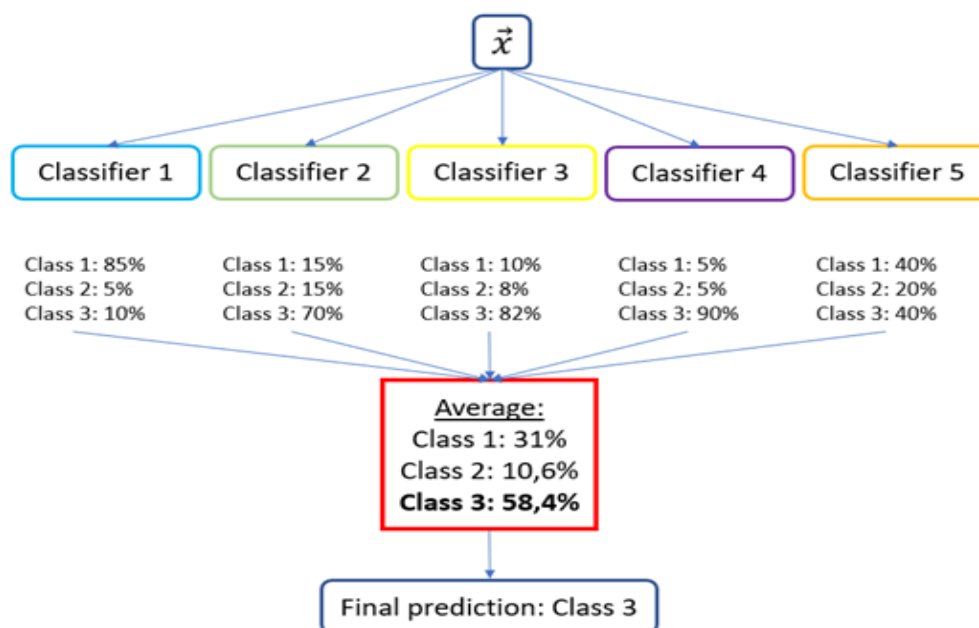 x⃗
Classifier 1
Classifier 2
Classifier 3
Classifier 4
Classifier 5
Class 1: 85%
Class 2: 5%
Class 3: 10%
Class 1: 15%
Class 2: 15%
Class 3: 70%
Class 1: 10%
Class 2: 8%
Class 3: 82%
Class 1: 5%
Class 2: 5%
Class 3: 90%
Class 1: 40%
Class 2: 20%
Class 3: 40%
Average:
Class 1: 31%
Class 2: 10,6%
Class 3: 58,4%
Final prediction: Class 3